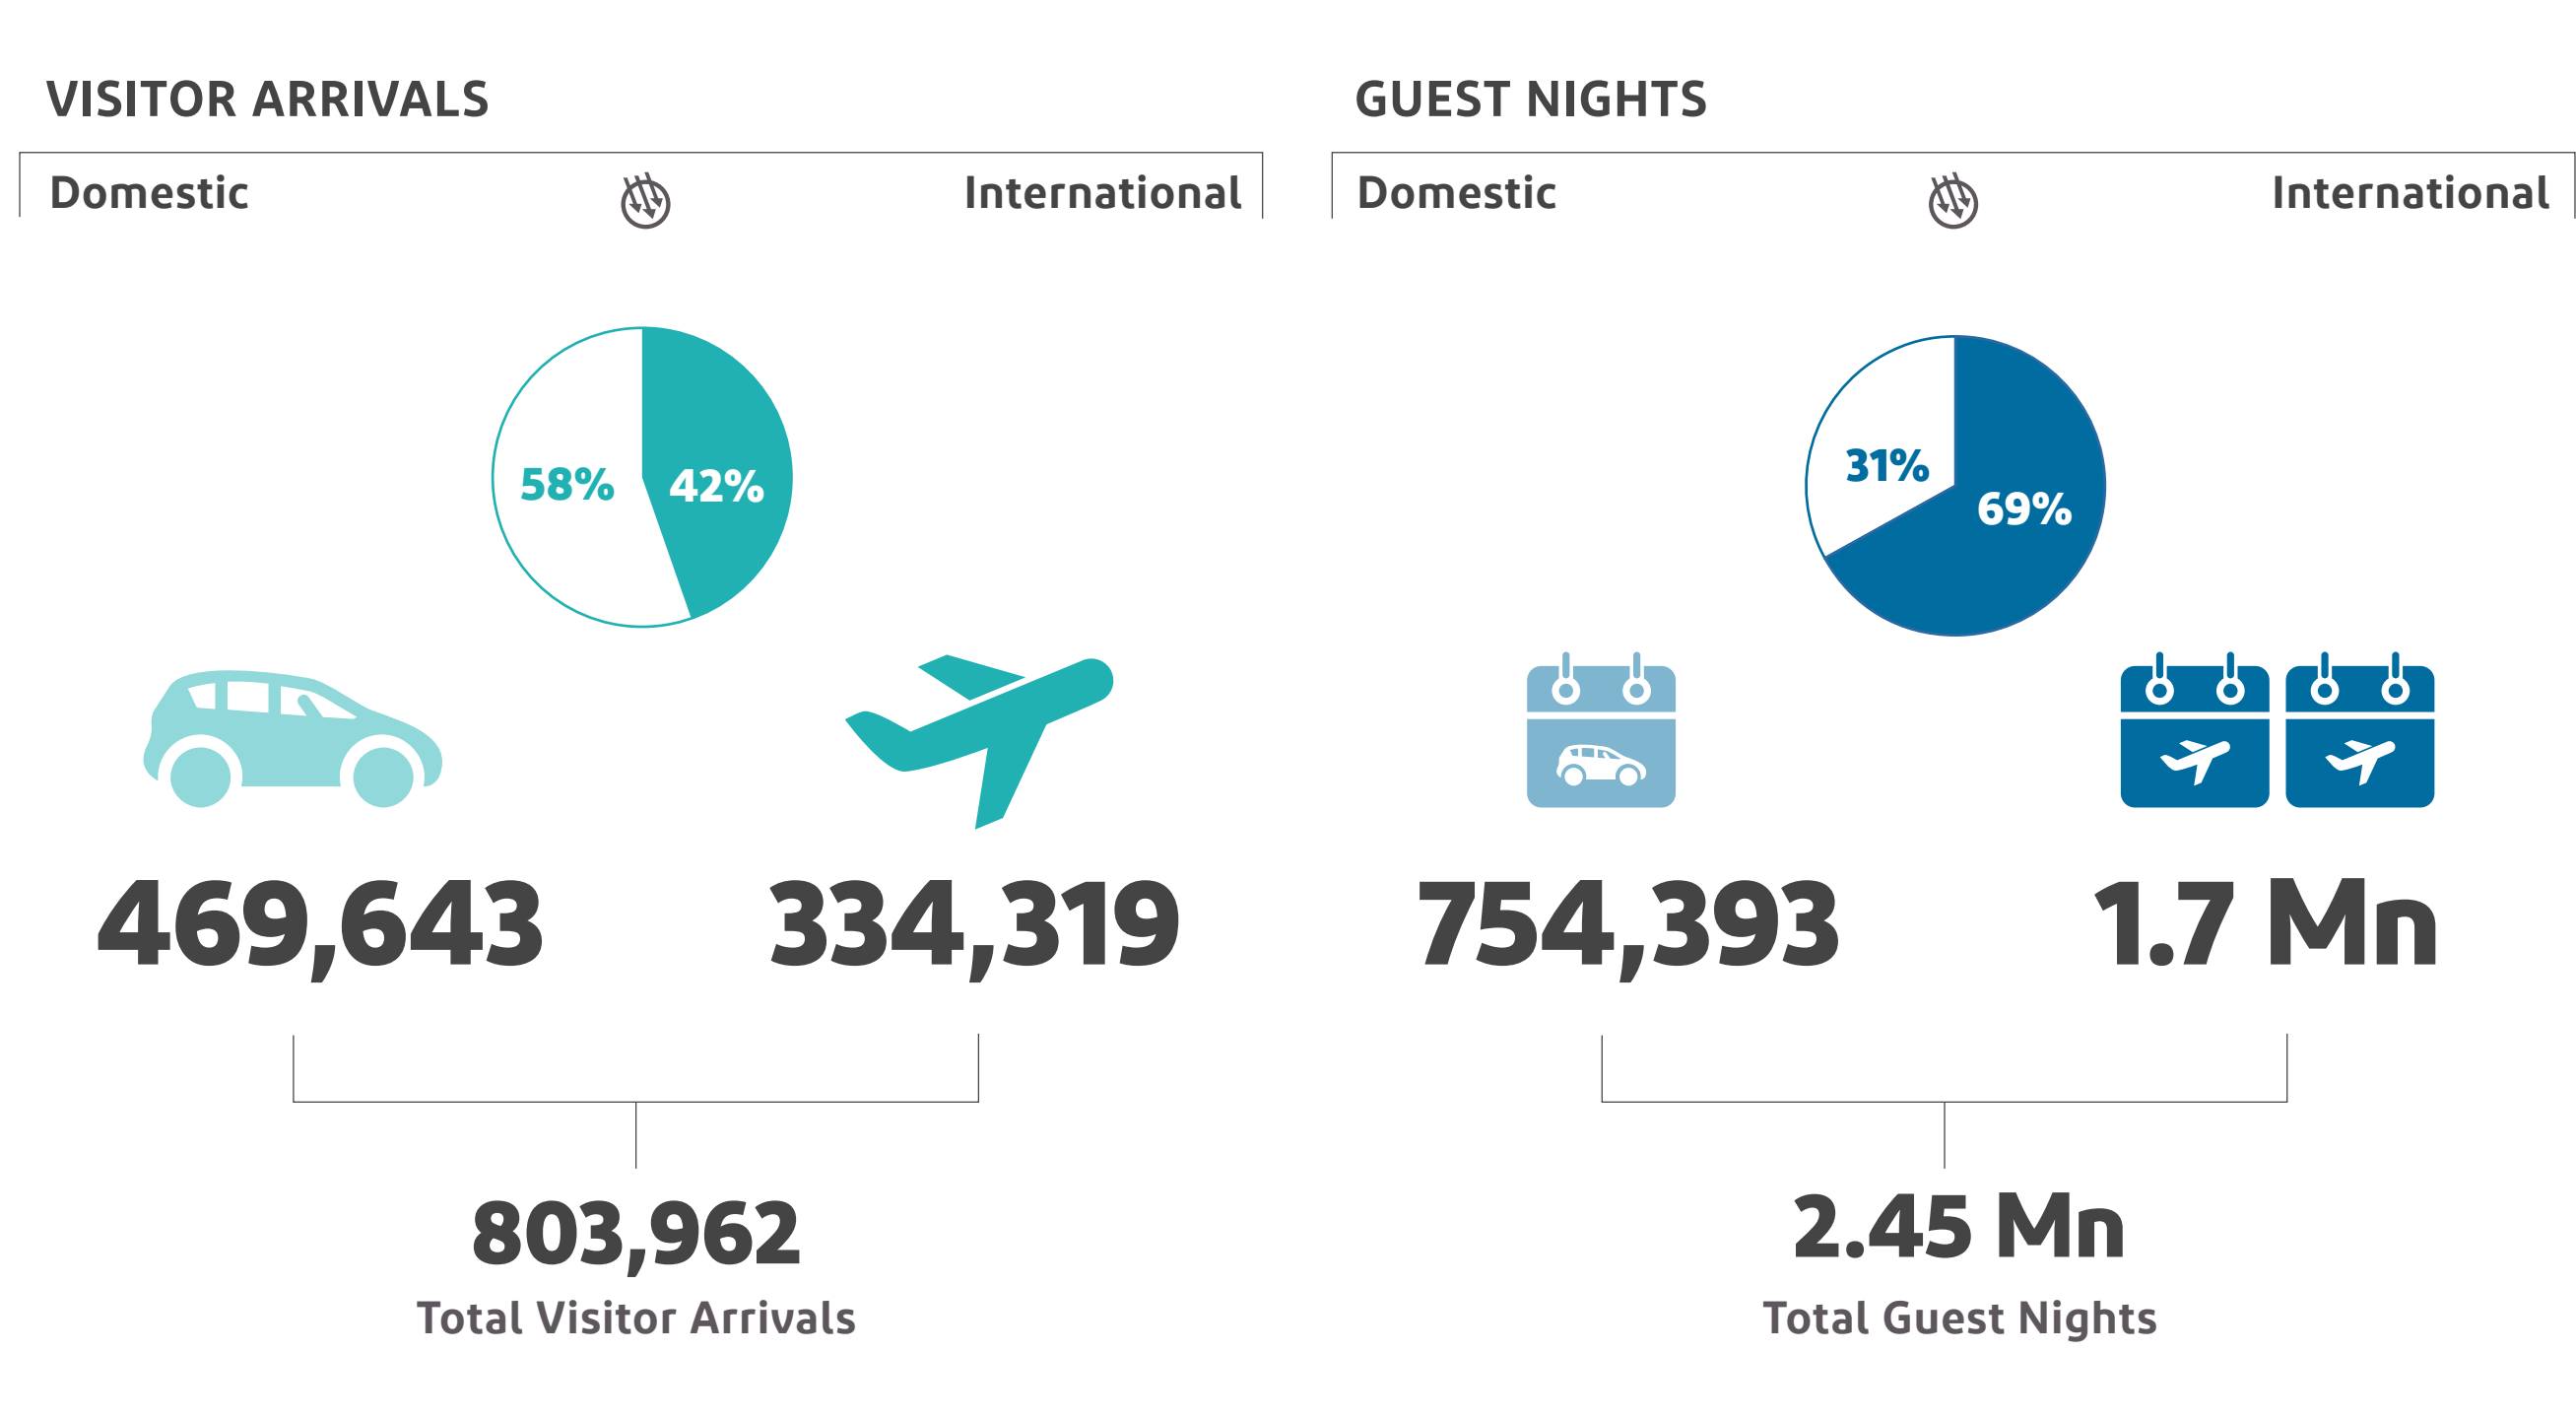 VISITOR ARRIVALS
Domestic
International
58%
42%
469,643
334,319
803,962
Total Visitor Arrivals
GUEST NIGHTS
Domestic
International
31%
69%
754,393
1.7 Mn
2.45 Mn
Total Guest Nights